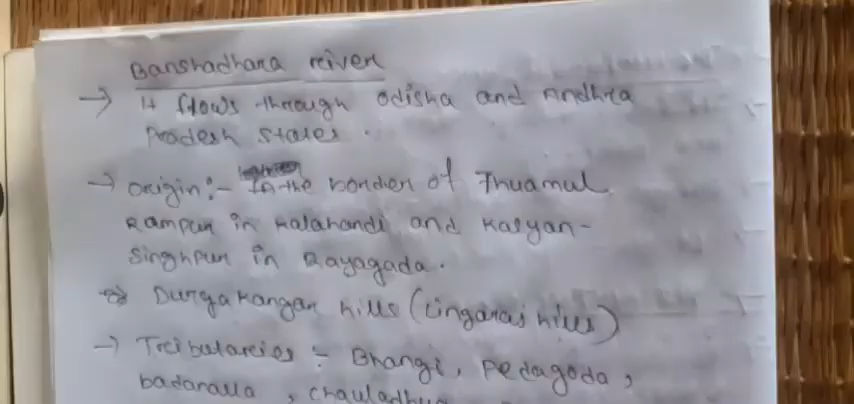 Banshadhara river
→ It flows through Odisha and Andhra
Pradesh states.
→ Origin:- In the border of Thuamul
Rampur in Kalahandi and Kalyan-
Singhpur in Rayagada.
Durgakangar hills (Lingaraj hills)
→ Tributaries :- Bhangi, Pedagoda,
badanalla, Chauladhua